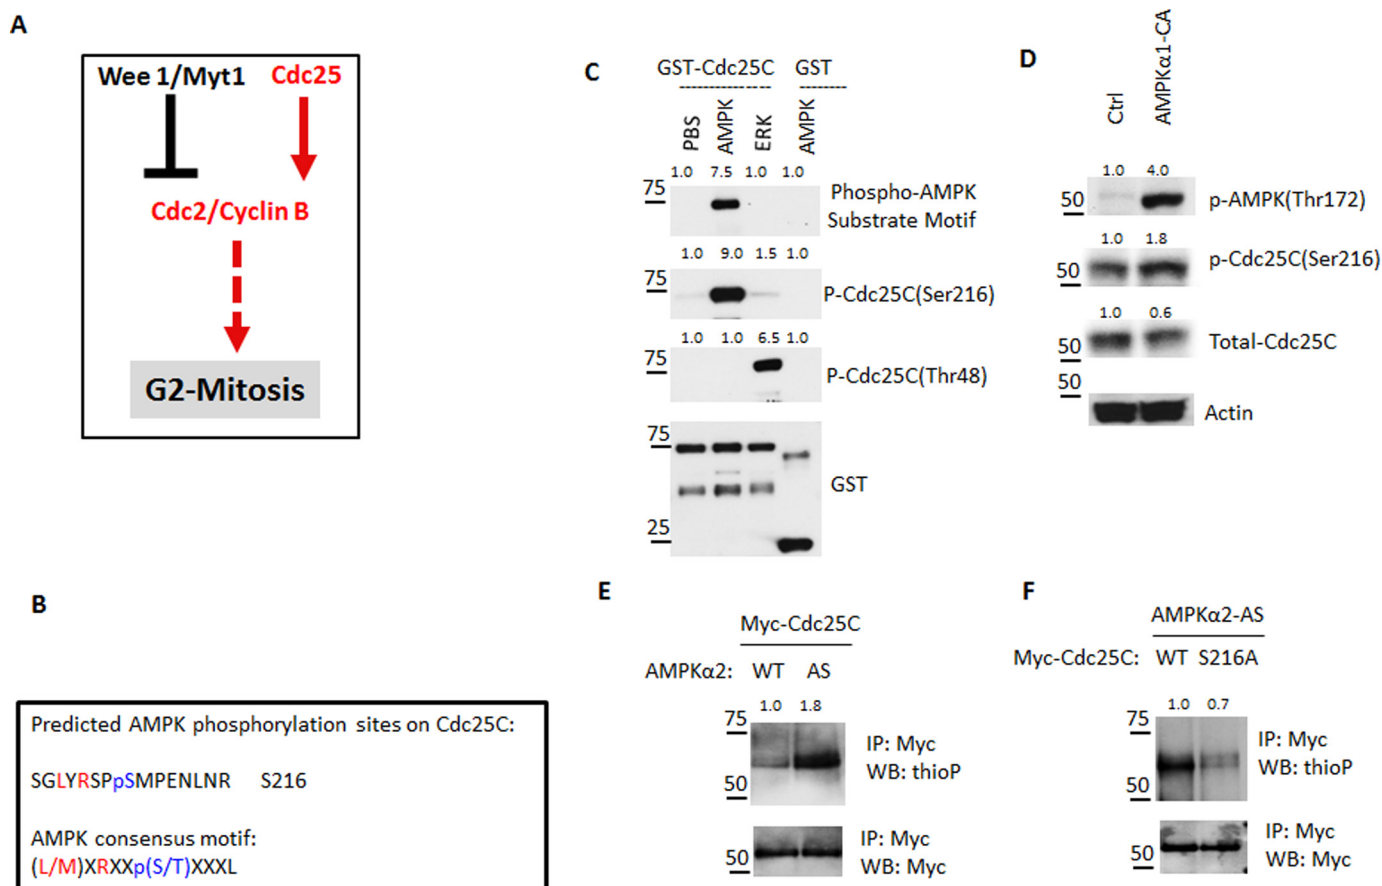 A
Wee 1/Myt1 Cdc25
Cdc2/Cyclin B
G2-Mitosis
B
Predicted AMPK phosphorylation sites on Cdc25C:
SGLYRSPpSMPENLNR S216
AMPK consensus motif:
(L/M)XRXXp(S/T)XXXL
C
GST-Cdc25C GST
PBS AMPK ERK AMPK
1.0 7.5 1.0 1.0
75
Phospho-AMPK
Substrate Motif
1.0 9.0 1.5 1.0
75
P-Cdc25C(Ser216)
1.0 1.0 6.5 1.0
75
P-Cdc25C(Thr48)
75
GST
25
D
Ctrl AMPKα1-CA
1.0 4.0
50
p-AMPK(Thr172)
1.0 1.8
50
p-Cdc25C(Ser216)
1.0 0.6
50
Total-Cdc25C
50
Actin
E
Myc-Cdc25C
AMPKα2: WT AS
1.0 1.8
75
IP: Myc
WB: thioP
50
IP: Myc
WB: Myc
50
F
AMPKα2-AS
Myc-Cdc25C: WT S216A
1.0 0.7
75
IP: Myc
WB: thioP
50
IP: Myc
WB: Myc
50